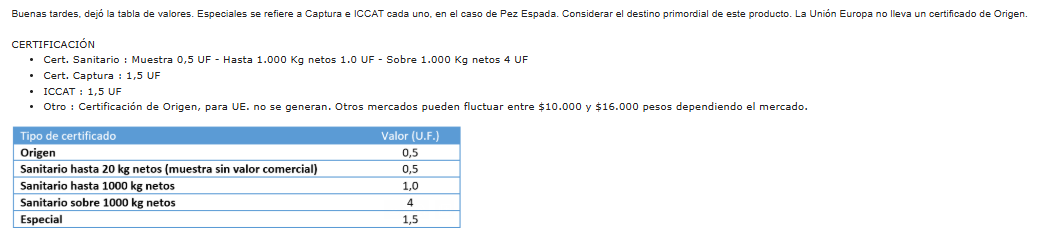 Buenas tardes, dejó la tabla de valores. Especiales se refiere a Captura e ICCAT cada uno, en el caso de Pez Espada. Considerar el destino primordial de este producto. La Unión Europa no lleva un certificado de Origen.
CERTIFICACIÓN
• Cert. Sanitario : Muestra 0,5 UF - Hasta 1.000 Kg netos 1.0 UF - Sobre 1.000 Kg netos 4 UF
• Cert. Captura : 1,5 UF
• ICCAT : 1,5 UF
• Otro : Certificación de Origen, para UE. no se generan. Otros mercados pueden fluctuar entre $10.000 y $16.000 pesos dependiendo el mercado.
Tipo de certificado Valor (U.F.)
Origen 0,5
Sanitario hasta 20 kg netos (muestra sin valor comercial) 0,5
Sanitario hasta 1000 kg netos 1,0
Sanitario sobre 1000 kg netos 4
Especial 1,5